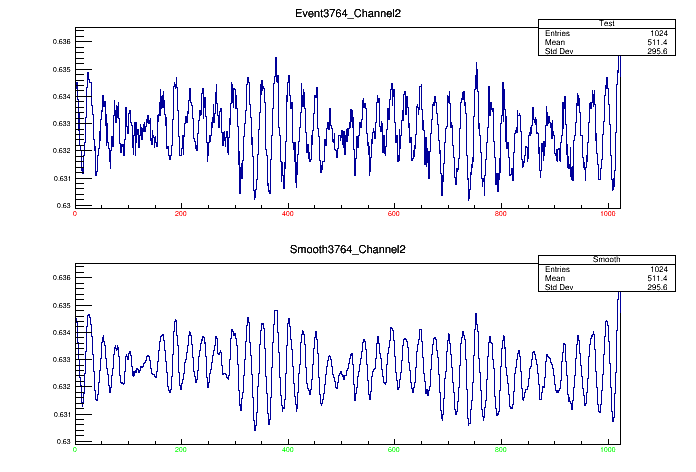 Event3764_Channel2
Test
Entries 1024
Mean 511.4
Std Dev 295.6
0.636
0.635
0.634
0.633
0.632
0.631
0.63
0 200 400 600 800 1000
Smooth3764_Channel2
Smooth
Entries 1024
Mean 511.4
Std Dev 295.6
0.636
0.635
0.634
0.633
0.632
0.631
0.63
0 200 400 600 800 1000